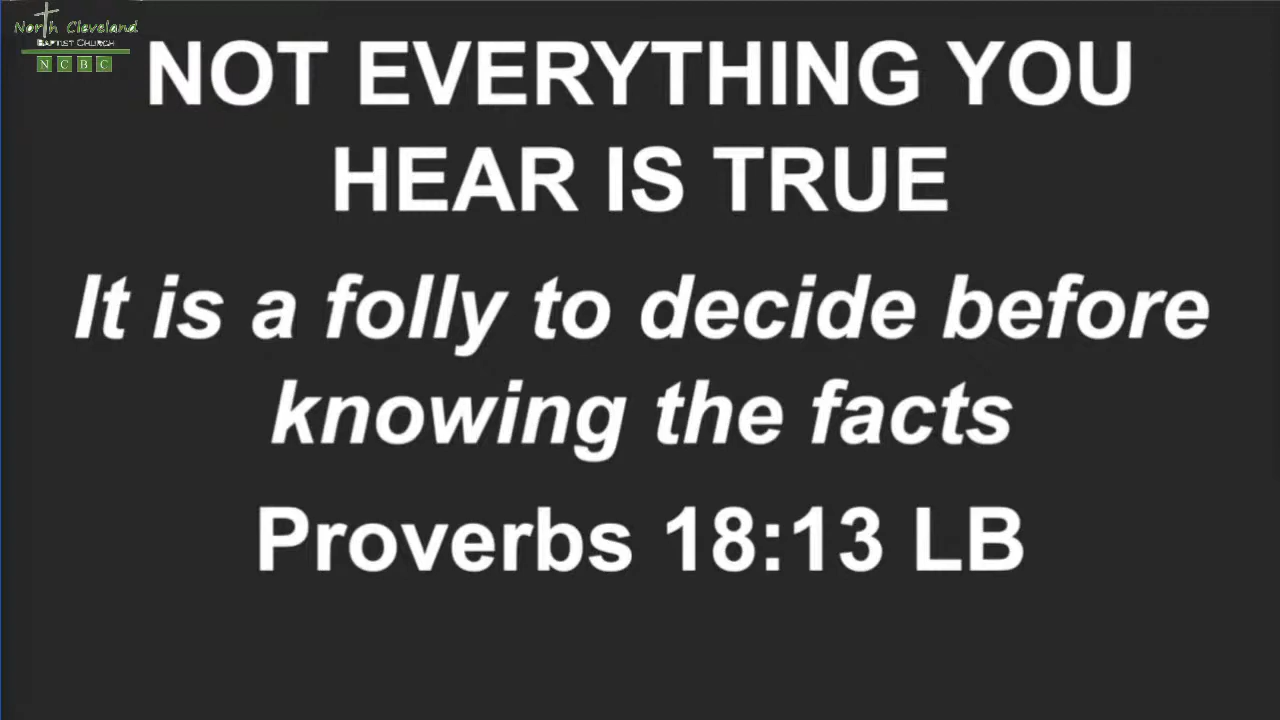 North Cleveland
BAPTIST CHURCH
N C B C
NOT EVERYTHING YOU
HEAR IS TRUE
It is a folly to decide before
knowing the facts
Proverbs 18:13 LB